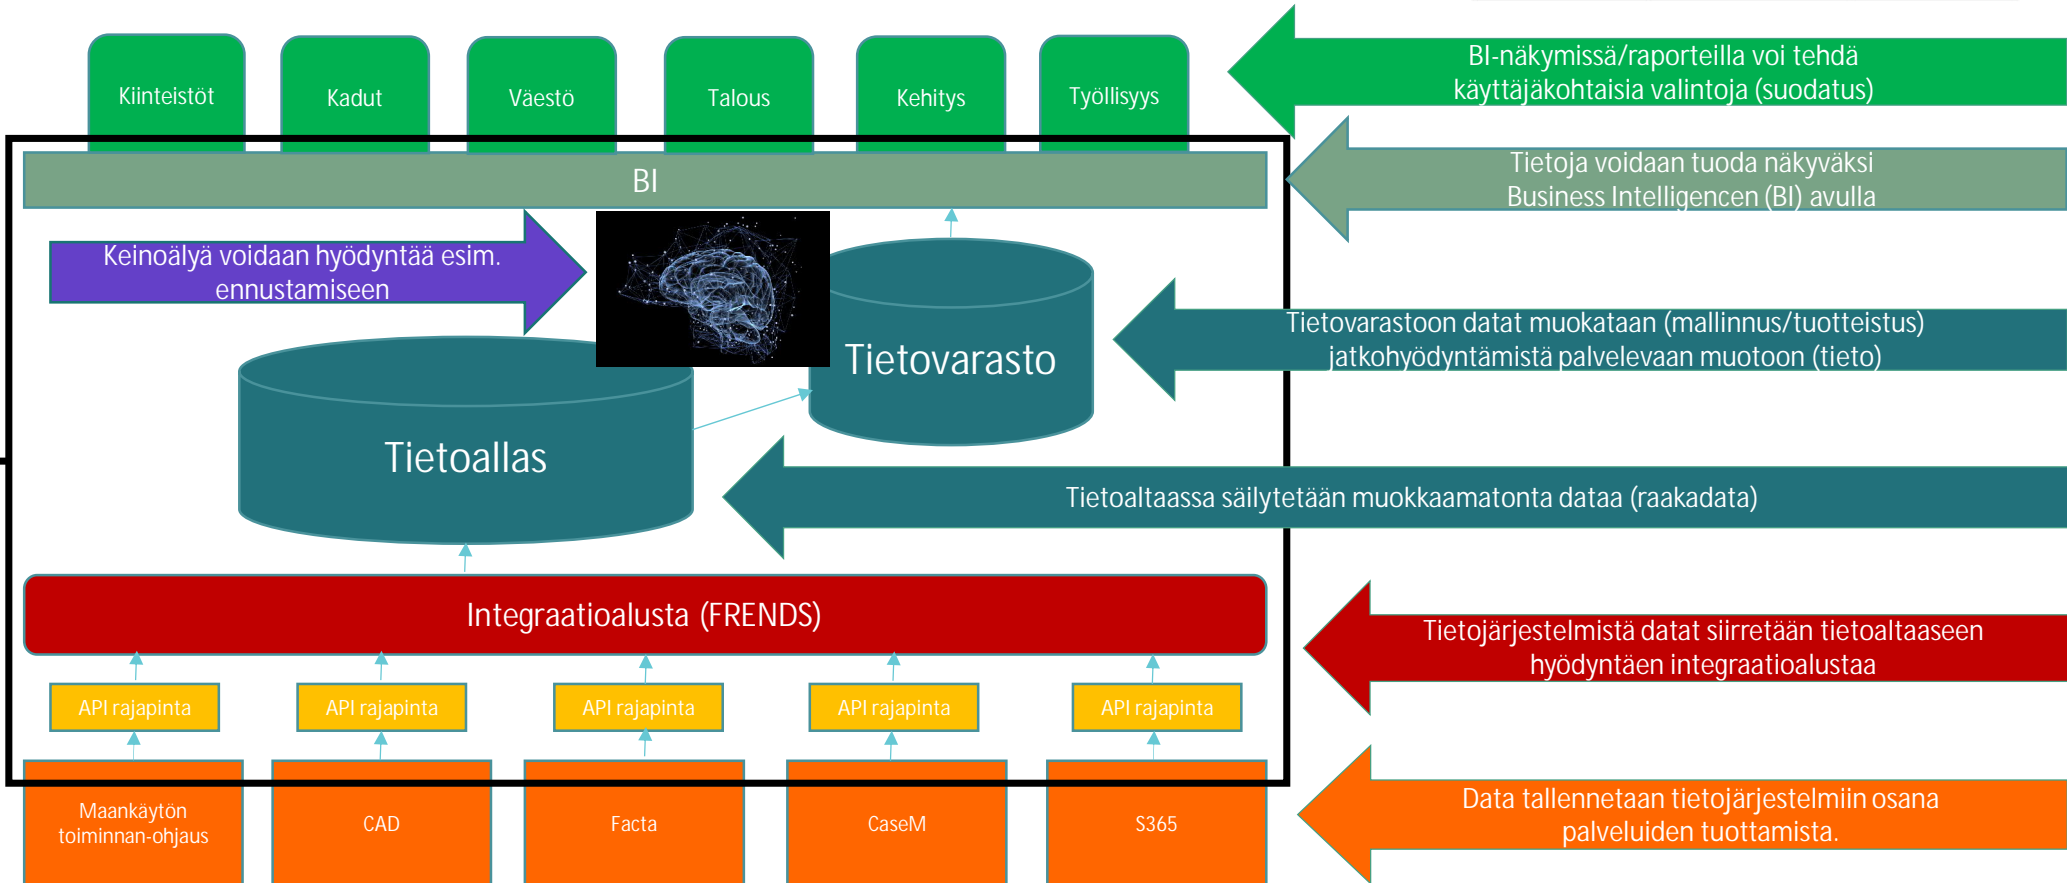 Kiinteistöt
Kadut
Väestö
Talous
Kehitys
Työllisyys
BI-näkymissä/raporteilla voi tehdä
käyttäjäkohtaisia valintoja (suodatus)
BI
Tietoja voidaan tuoda näkyväksi
Business Intelligencen (BI) avulla
Keinoälyä voidaan hyödyntää esim.
ennustamiseen
Tietovarasto
Tietovarastoon datat muokataan (mallinnus/tuotteistus)
jatkohyödyntämistä palvelevaan muotoon (tieto)
Tietoallas
Tietoaltaassa säilytetään muokkaamatonta dataa (raakadata)
Integraatioalusta (FRENDS)
Tietojärjestelmistä datat siirretään tietoaltaaseen
hyödyntäen integraatioalustaa
API rajapinta
API rajapinta
API rajapinta
API rajapinta
API rajapinta
Maankäytön
toiminnan-ohjaus
CAD
Facta
CaseM
S365
Data tallennetaan tietojärjestelmiin osana
palveluiden tuottamista.